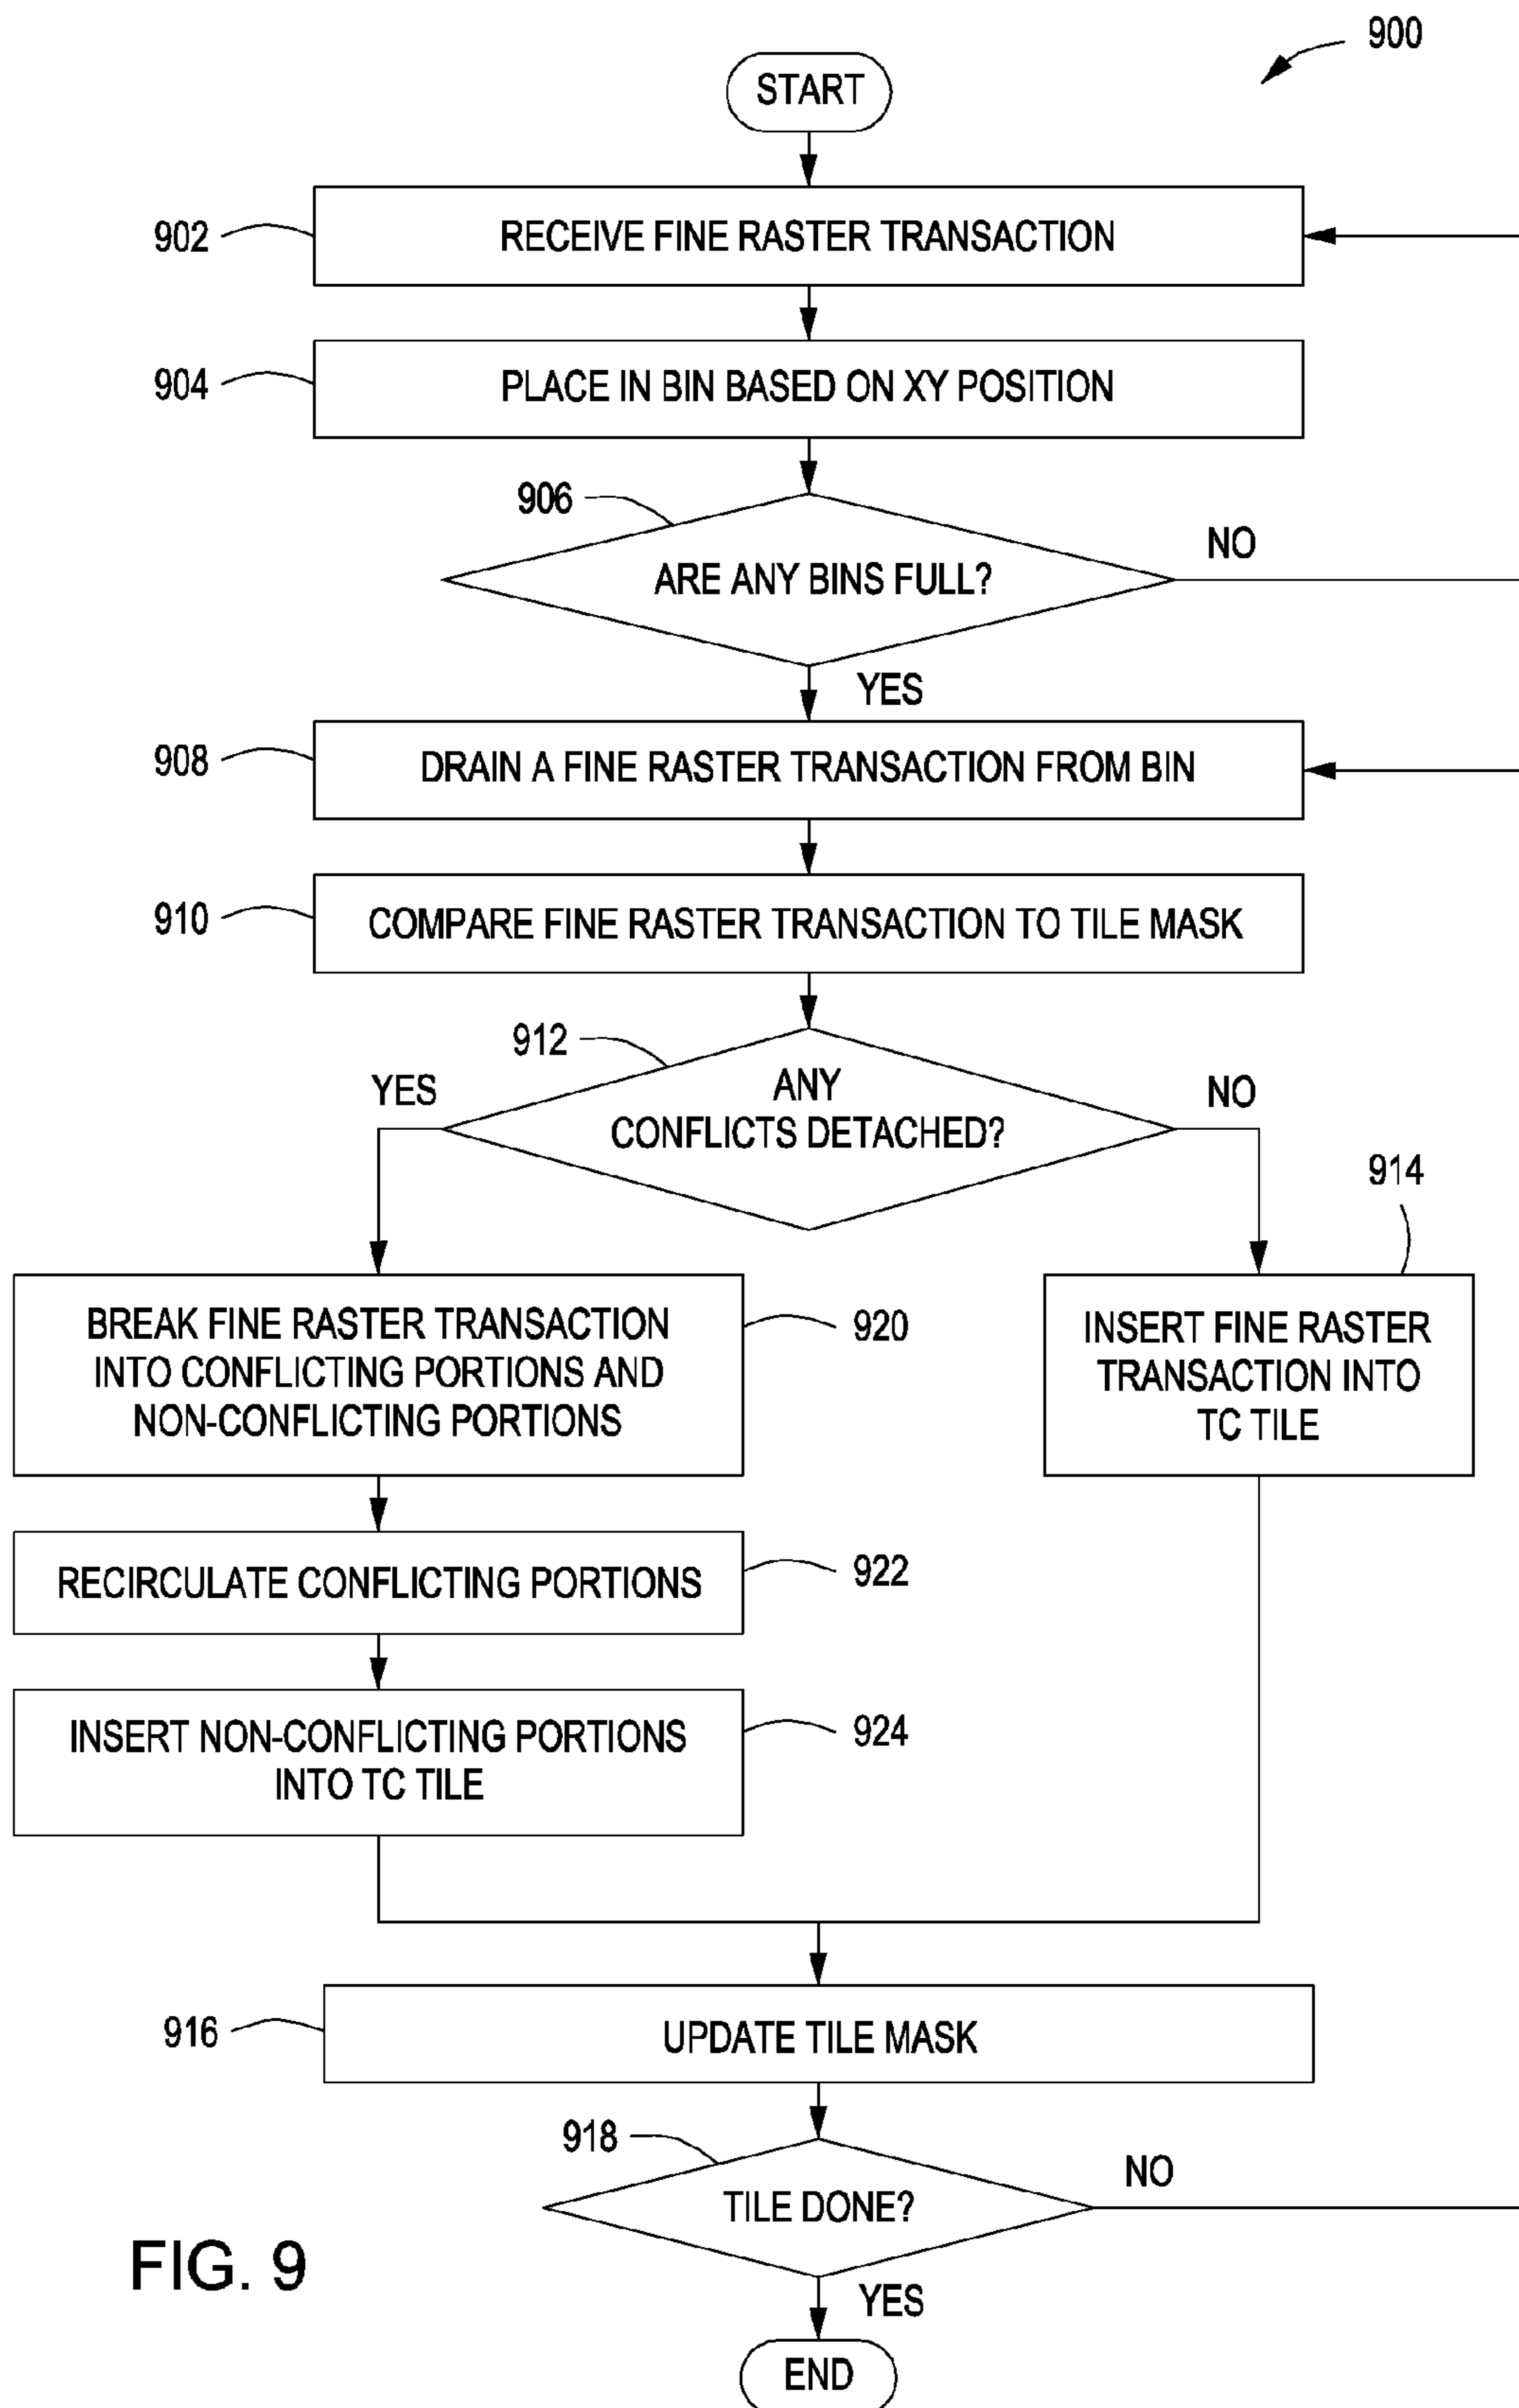 900
START
902
RECEIVE FINE RASTER TRANSACTION
904
PLACE IN BIN BASED ON XY POSITION
906
ARE ANY BINS FULL?
NO
YES
908
DRAIN A FINE RASTER TRANSACTION FROM BIN
910
COMPARE FINE RASTER TRANSACTION TO TILE MASK
912
YES
ANY
CONFLICTS DETACHED?
NO
914
BREAK FINE RASTER TRANSACTION
INTO CONFLICTING PORTIONS AND
NON-CONFLICTING PORTIONS
920
INSERT FINE RASTER
TRANSACTION INTO
TC TILE
RECIRCULATE CONFLICTING PORTIONS
922
INSERT NON-CONFLICTING PORTIONS
INTO TC TILE
924
916
UPDATE TILE MASK
918
TILE DONE?
NO
YES
END
FIG. 9